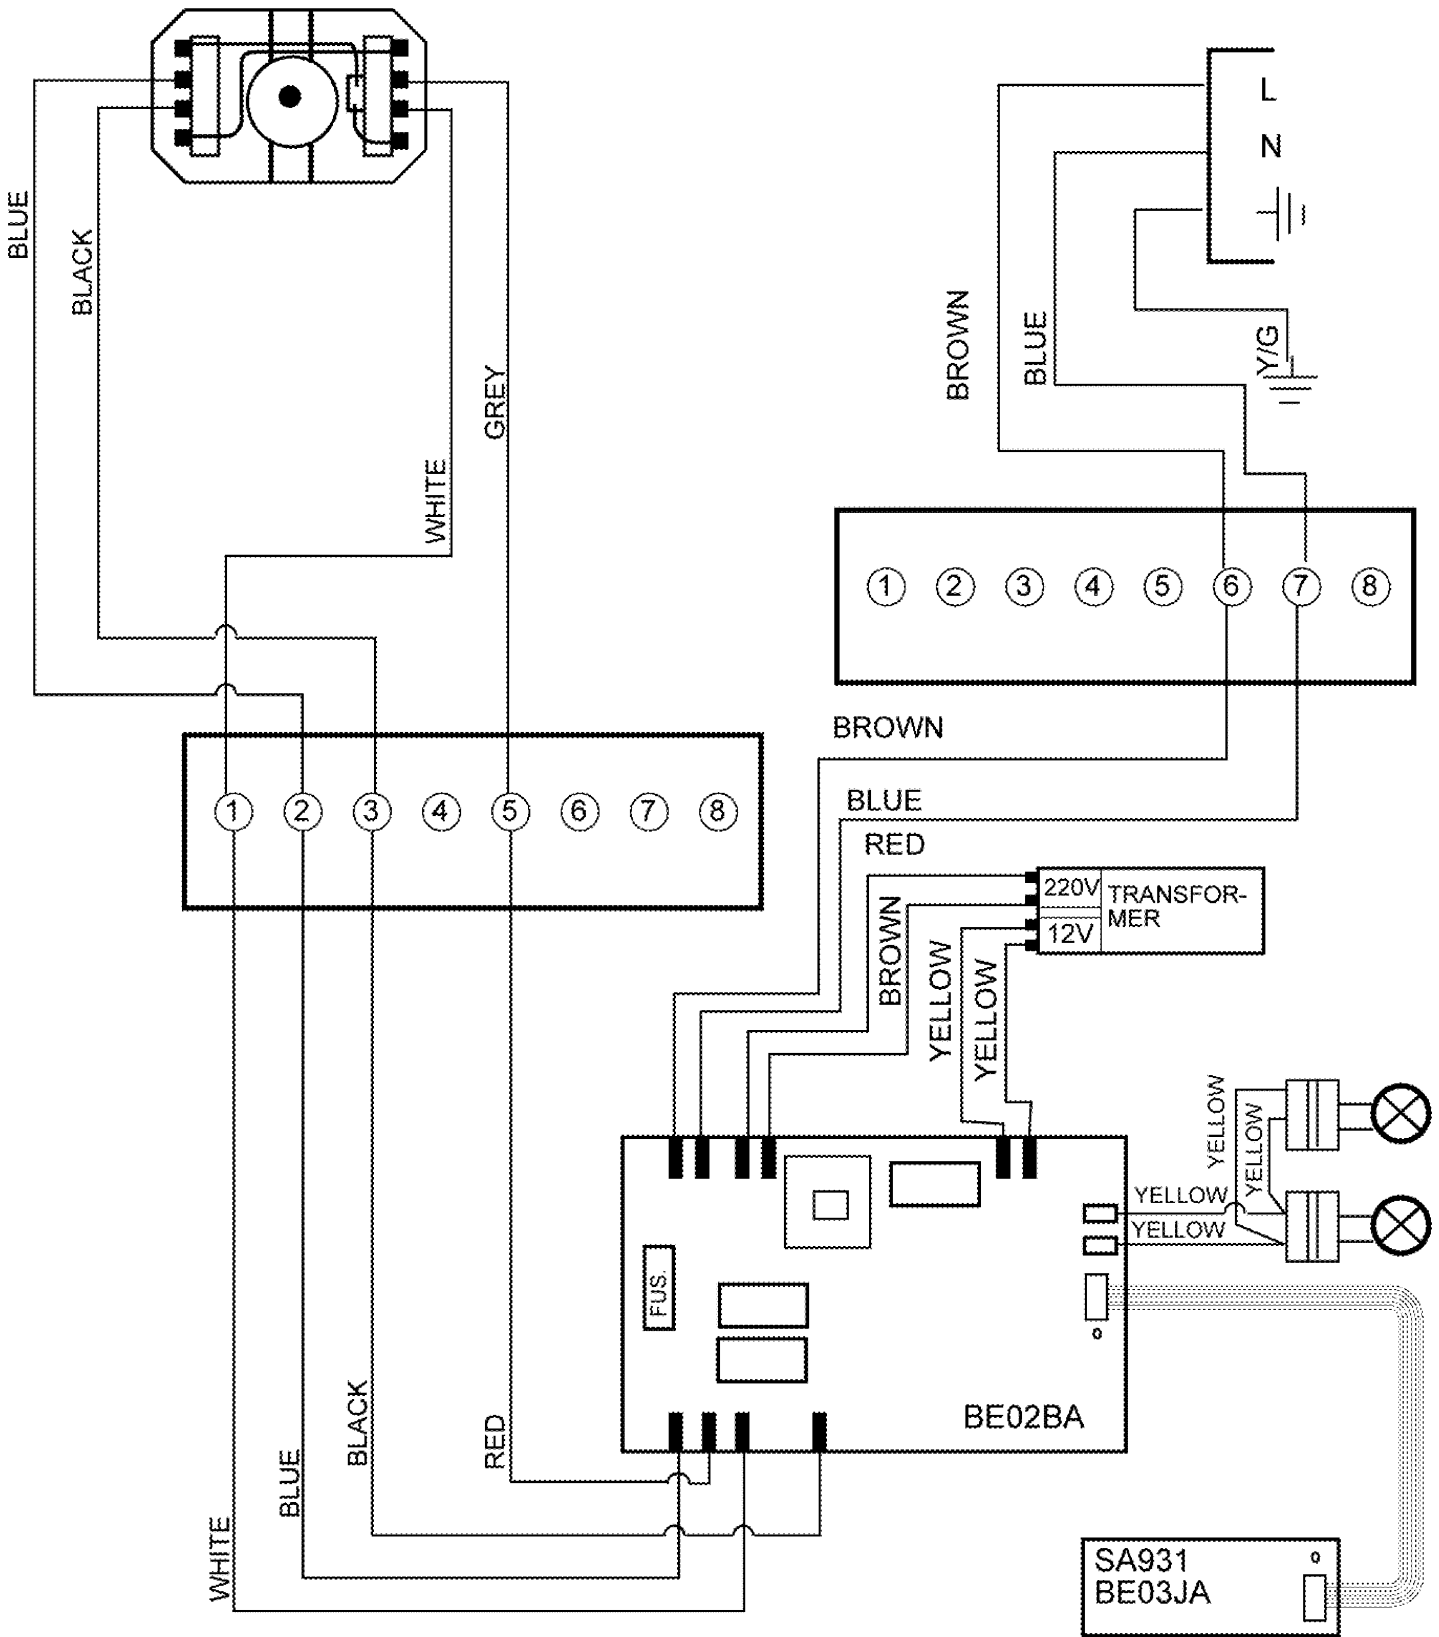 L
N
BLUE
BLACK
GREY
WHITE
BROWN
BLUE
Y/G
1 2 3 4 5 6 7 8
BROWN
BLUE
RED
1 2 3 4 5 6 7 8
220V
12V
TRANSFOR-
MER
BROWN
YELLOW
YELLOW
YELLOW
YELLOW
YELLOW
YELLOW
FUS.
BE02BA
BLACK
RED
BLUE
WHITE
SA931
BE03JA